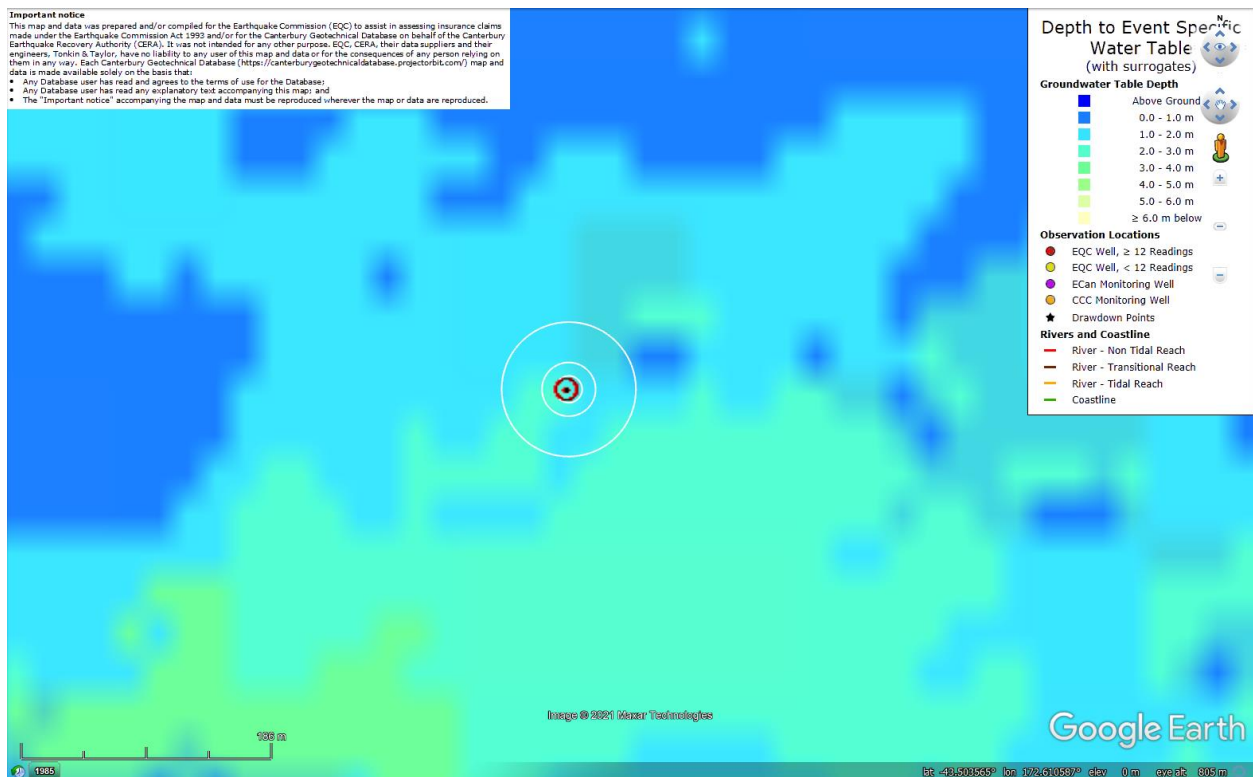 Important notice
This map and data was prepared and/or compiled for the Earthquake Commission (EQC) to assist in assessing insurance claims
made under the Earthquake Commission Act 1993 and/or for the Canterbury Geotechnical Database on behalf of the Canterbury
Earthquake Recovery Authority (CERA). It was not intended for any other purpose. EQC, CERA, their data suppliers and their
engineers, Tonkin & Taylor, have no liability to any user of this map and data or for the consequences of any person relying on
them in any way. Each Canterbury Geotechnical Database (https://canterburygeotechnicaldatabase.projectorbit.com/) map and
data is made available solely on the basis that:
• Any Database user has read and agrees to the terms of use for the Database;
• Any Database user has read any explanatory text accompanying this map; and
• The "Important notice" accompanying the map and data must be reproduced wherever the map or data are reproduced.
Depth to Event Specific
Water Table
(with surrogates)
N
Groundwater Table Depth
Above Ground
0.0 - 1.0 m
1.0 - 2.0 m
2.0 - 3.0 m
3.0 - 4.0 m
4.0 - 5.0 m
5.0 - 6.0 m
≥ 6.0 m below
Observation Locations
EQC Well, ≥ 12 Readings
EQC Well, < 12 Readings
ECan Monitoring Well
CCC Monitoring Well
Drawdown Points
Rivers and Coastline
River - Non Tidal Reach
River - Transitional Reach
River - Tidal Reach
Coastline
Image © 2021 Maxar Technologies
186 m
Google Earth
1985
lat -43.503565° lon 172.610587° elev 0 m eye alt 805 m